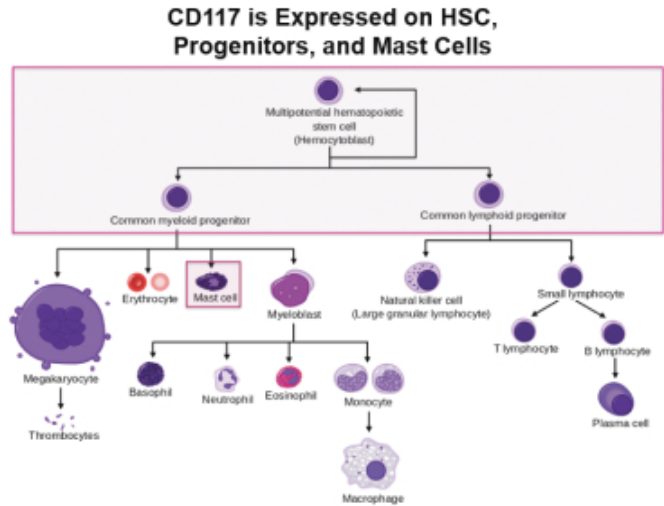 CD117 is Expressed on HSC,
Progenitors, and Mast Cells
Multipotential hematopoietic
stem cell
(Hemocytoblast)
Common myeloid progenitor
Common lymphoid progenitor
Erythrocyte
Mast cell
Myeloblast
Natural killer cell
(Large granular lymphocyte)
Small lymphocyte
T lymphocyte
B lymphocyte
Megakaryocyte
Basophil
Neutrophil
Eosinophil
Monocyte
Plasma cell
Thrombocytes
Macrophage